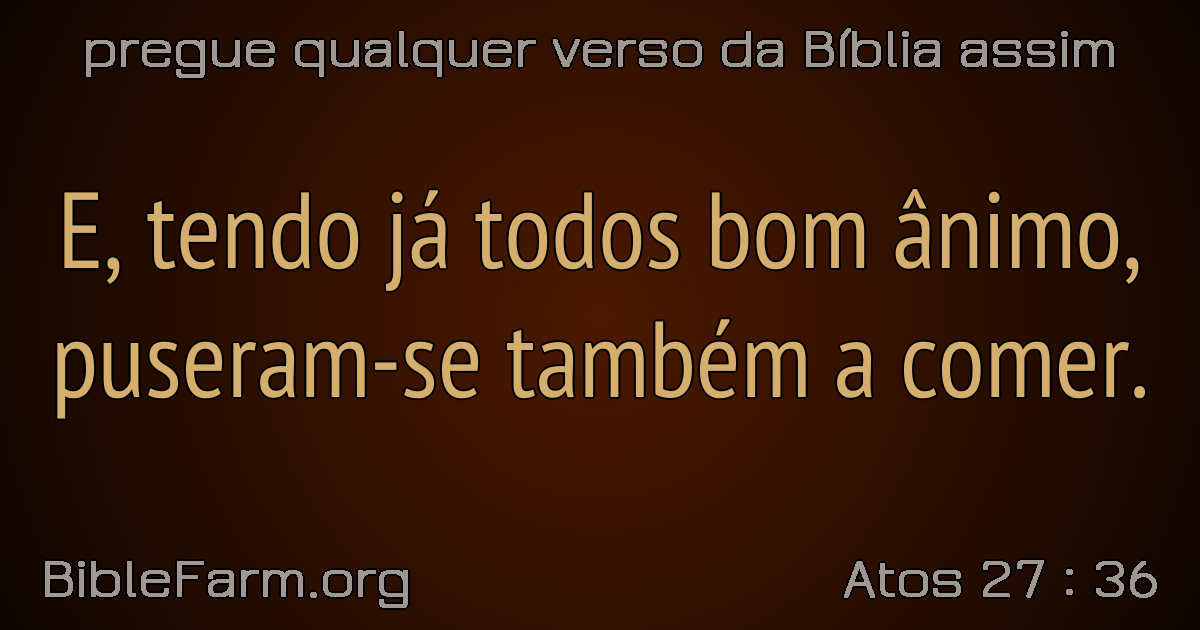 pregue qualquer verso da Bíblia assim
E, tendo já todos bom ânimo,
puseram-se também a comer.
BibleFarm.org
Atos 27 : 36